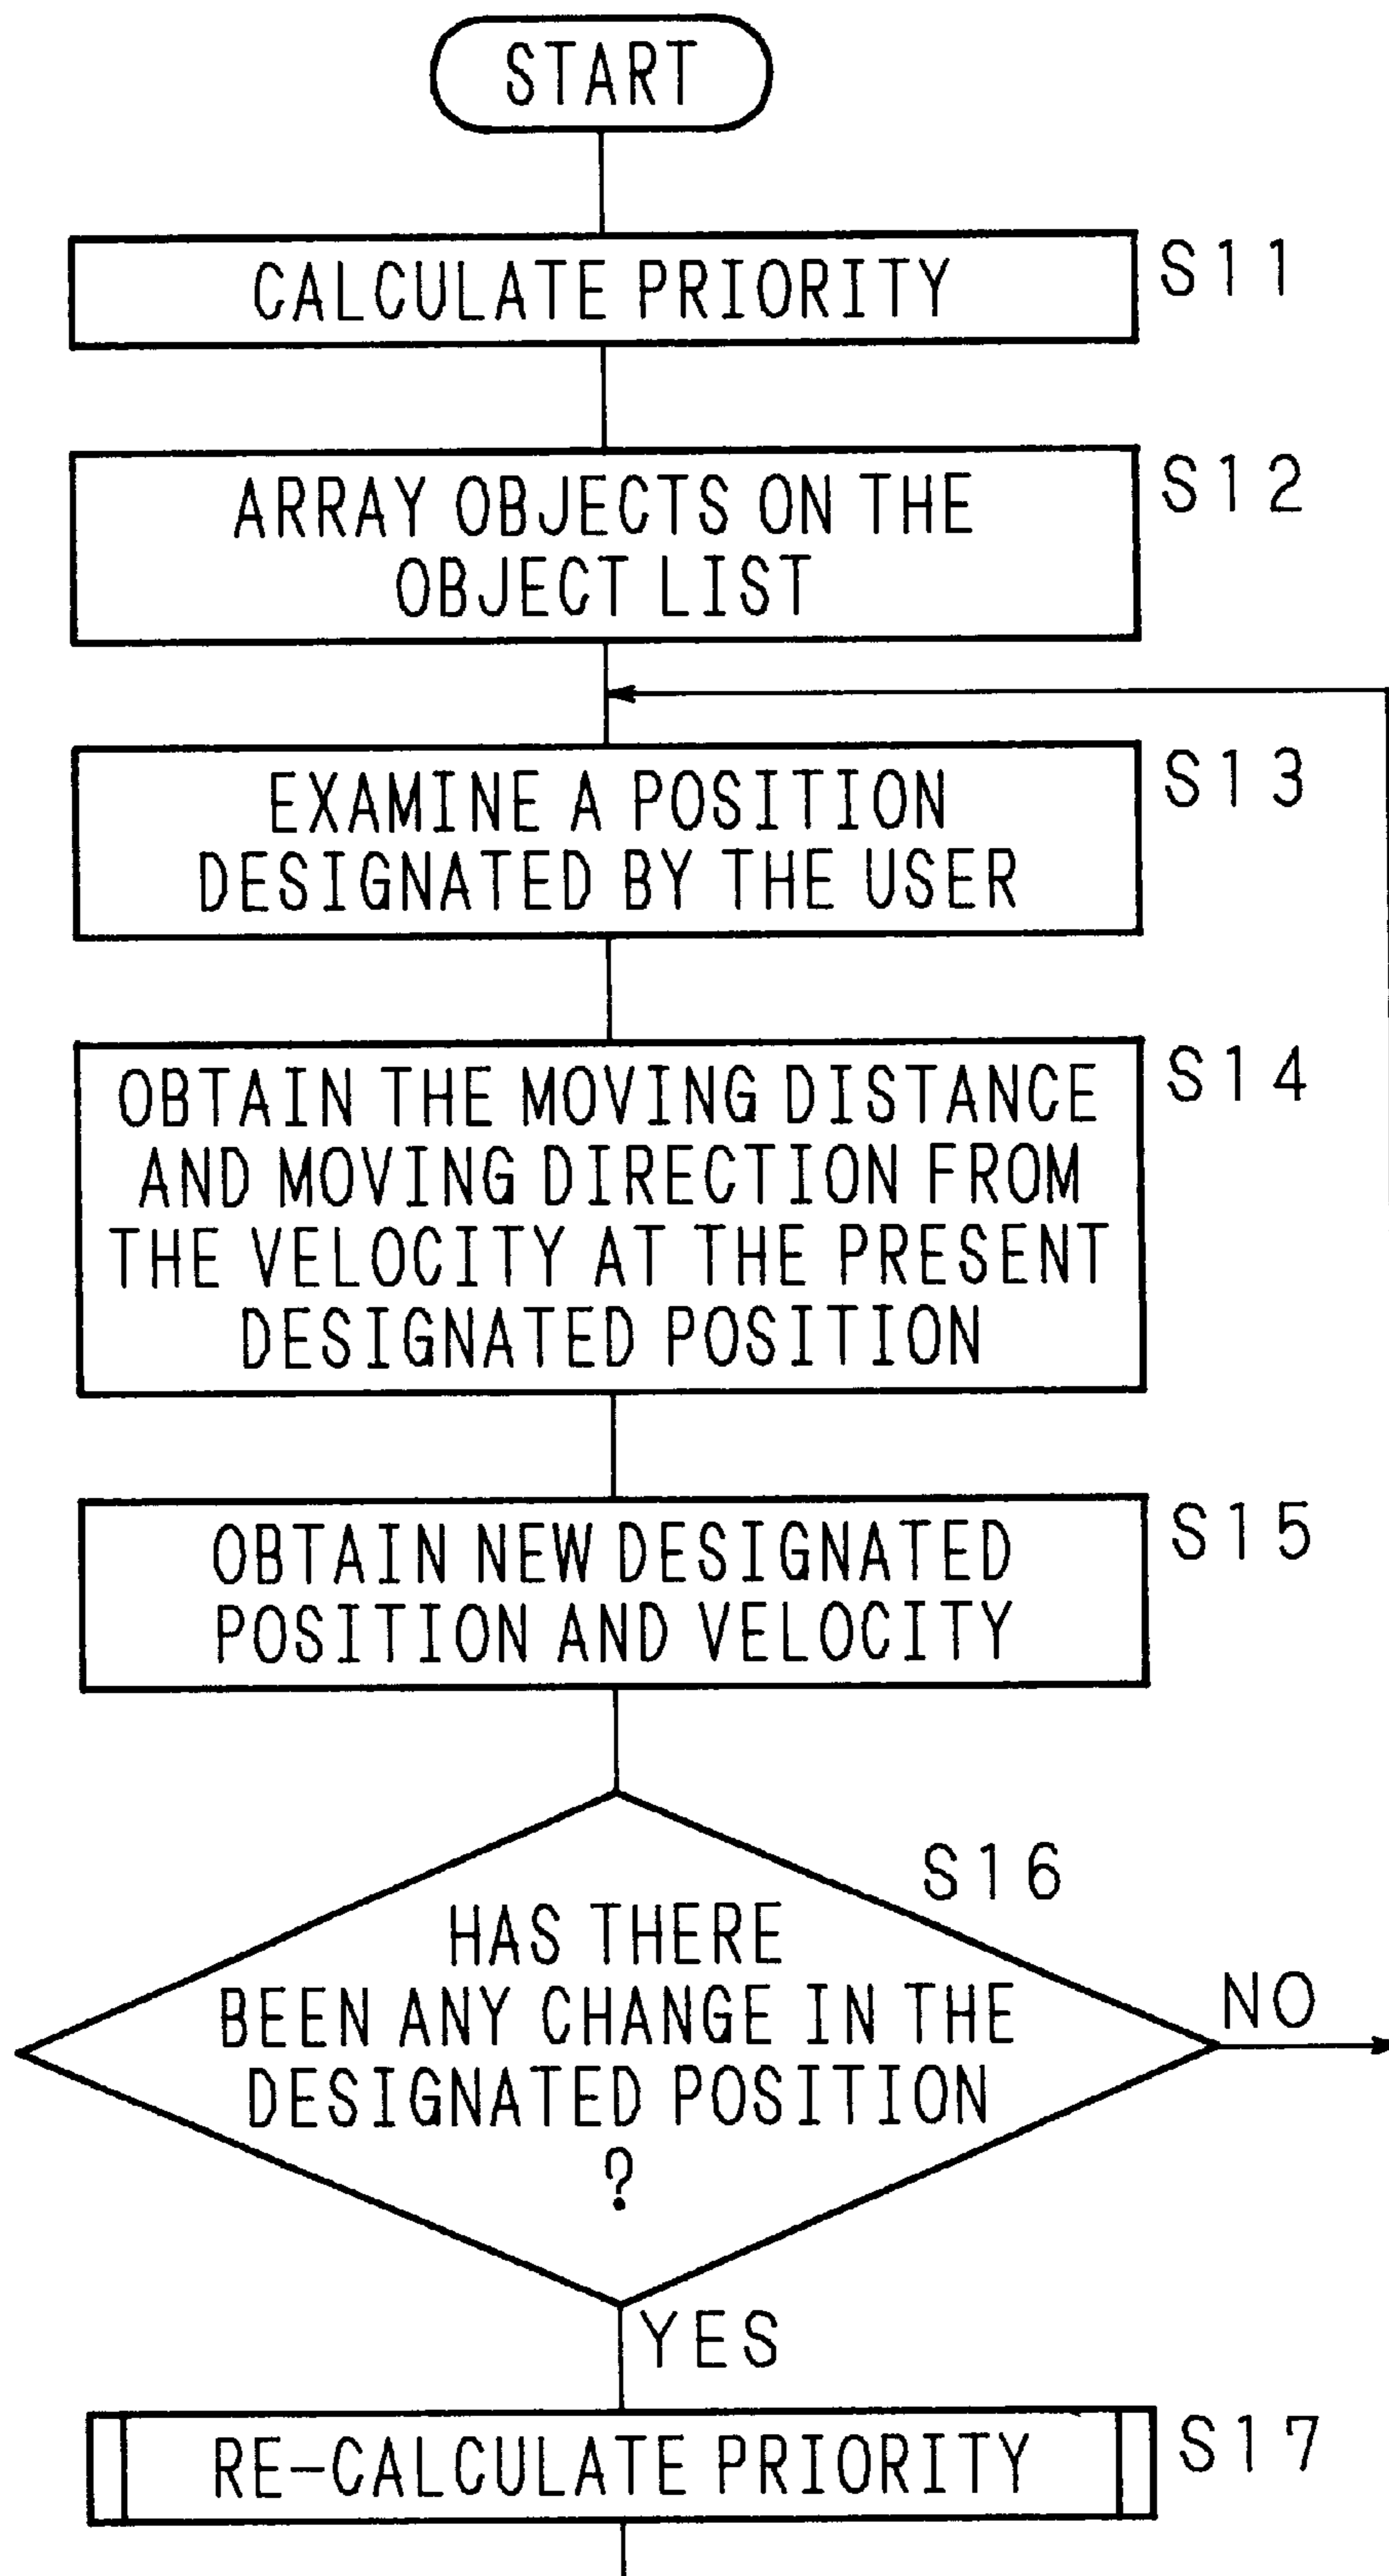 START
CALCULATE PRIORITY
S11
ARRAY OBJECTS ON THE
OBJECT LIST
S12
EXAMINE A POSITION
DESIGNATED BY THE USER
S13
OBTAIN THE MOVING DISTANCE
AND MOVING DIRECTION FROM
THE VELOCITY AT THE PRESENT
DESIGNATED POSITION
S14
OBTAIN NEW DESIGNATED
POSITION AND VELOCITY
S15
S16
HAS THERE
BEEN ANY CHANGE IN THE
DESIGNATED POSITION
?
NO
YES
RE-CALCULATE PRIORITY
S17